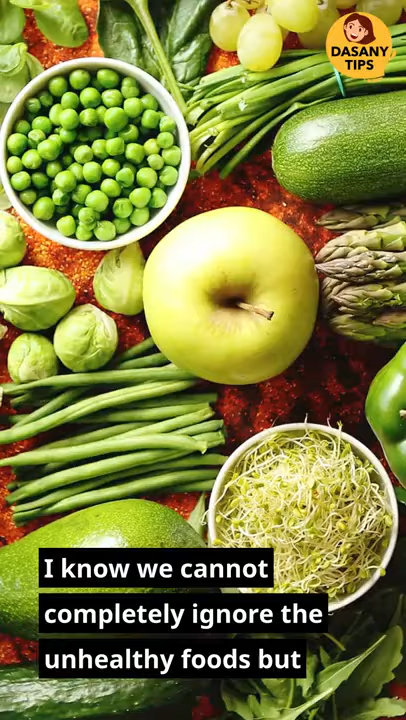 DASANY
TIPS
I know we cannot
completely ignore the
unhealthy foods but